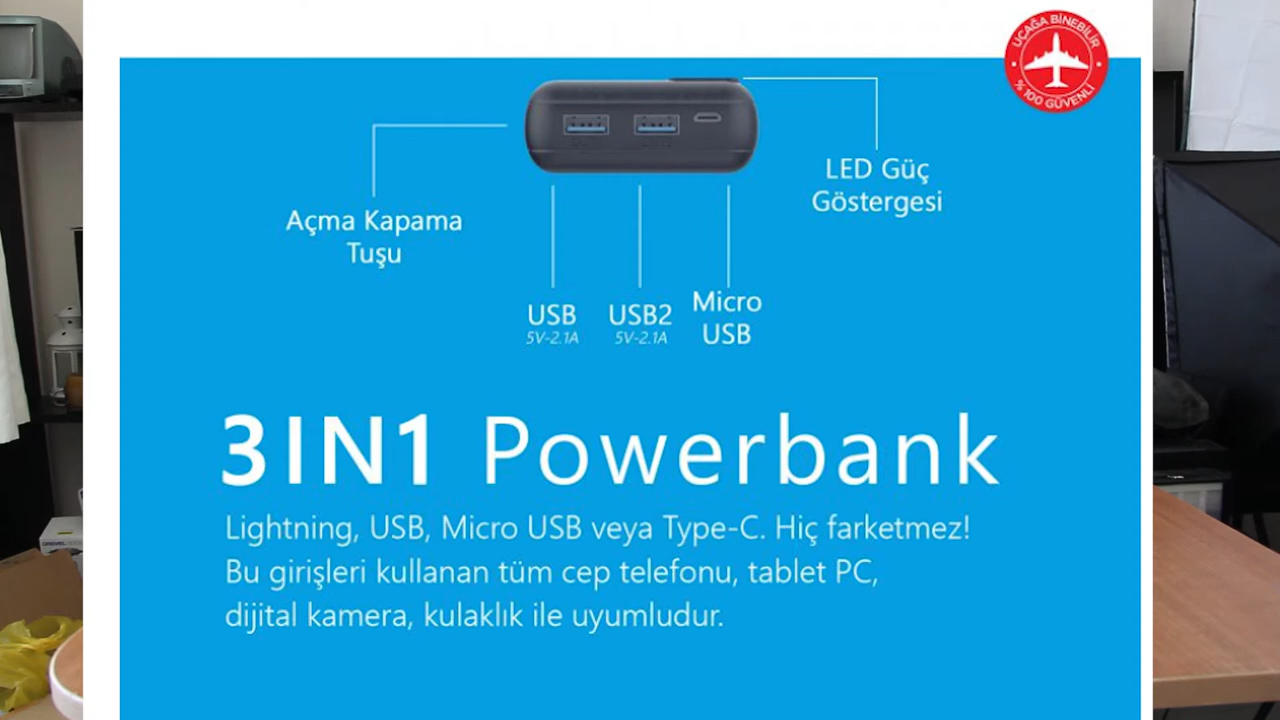 UÇAĞA BİNEBİLİR
% 100 GÜVENLİ
LED Güç
Göstergesi
Açma Kapama
Tuşu
USB
5V-2.1A
USB2
5V-2.1A
Micro
USB
3IN1 Powerbank
Lightning, USB, Micro USB veya Type-C. Hiç farketmez!
Bu girişleri kullanan tüm cep telefonu, tablet PC,
dijital kamera, kulaklık ile uyumludur.